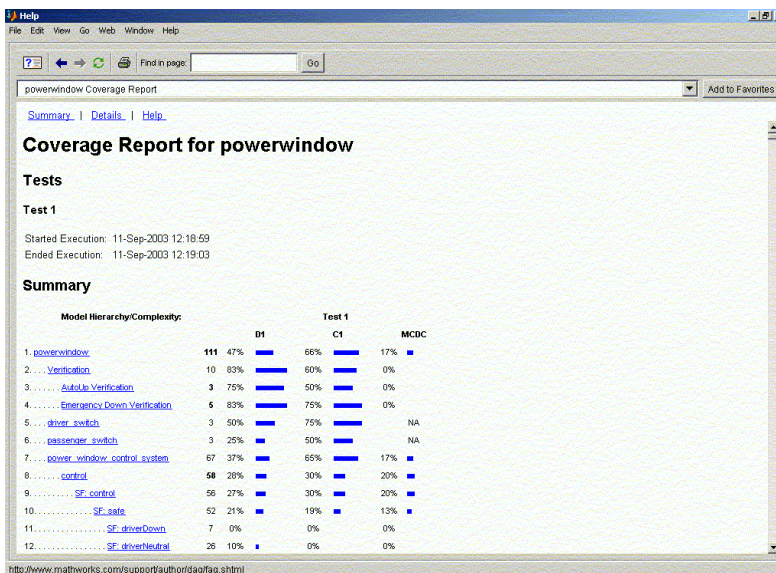 Help
File Edit View Go Web Window Help
Find in page: Go
powerwindow Coverage Report Add to Favorites
Summary | Details | Help
Coverage Report for powerwindow
Tests
Test 1
Started Execution: 11-Sep-2003 12:18:59
Ended Execution: 11-Sep-2003 12:19:03
Summary
Model Hierarchy/Complexity: Test 1
D1 C1 MCDC
1. powerwindow 111 47% 66% 17%
2. . . . Verification 10 83% 60% 0%
3. . . . . . . AutoUp Verification 3 75% 50% 0%
4. . . . . . . Emergency Down Verification 5 83% 75% 0%
5. . . . driver_switch 3 50% 75% NA
6. . . . passenger_switch 3 25% 50% NA
7. . . . power_window_control_system 67 37% 65% 17%
8. . . . . . . control 58 28% 30% 20%
9. . . . . . . . . . SF: control 56 27% 30% 20%
10. . . . . . . . . . . . . SF: safe 52 21% 19% 13%
11. . . . . . . . . . . . . . . . SF: driverDown 7 0% 0% 0%
12. . . . . . . . . . . . . . . . SF: driverNeutral 26 10% 0% 0%
http://www.mathworks.com/support/author/dag/faq.shtml